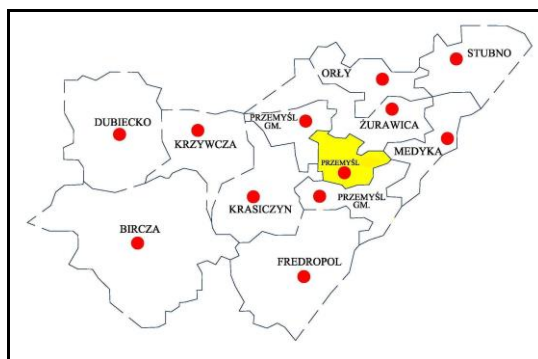 STUBNO
ORŁY
PRZEMYŚL
GM.
ŻURAWICA
DUBIECKO
KRZYWCZA
MEDYKA
PRZEMYŚL
PRZEMYŚL
GM.
KRASICZYN
BIRCZA
FREDROPOL